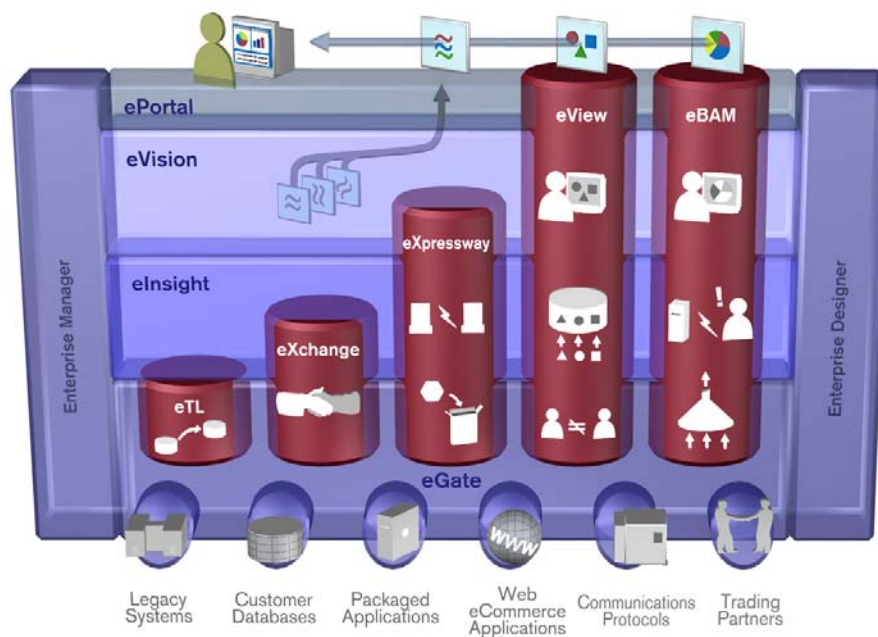 ePortal
eView
eBAM
eVision
eXpressway
eInsight
eXchange
eTL
Enterprise Manager
Enterprise Designer
eGate
WWW
!
Legacy
Systems
Customer
Databases
Packaged
Applications
Web
eCommerce
Applications
Communications
Protocols
Trading
Partners